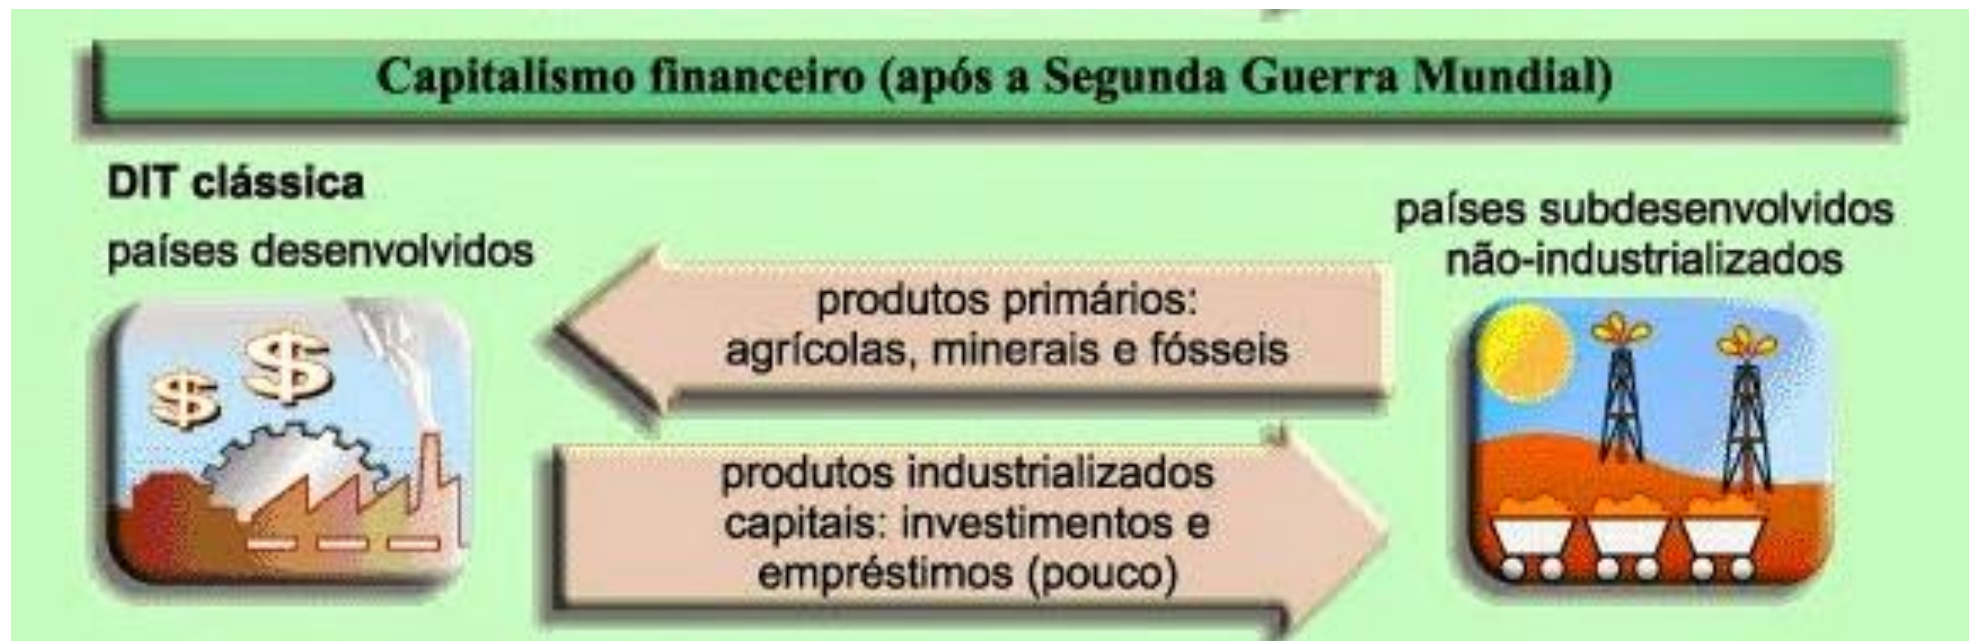 Capitalismo financeiro (após a Segunda Guerra Mundial)
DIT clássica
países desenvolvidos
países subdesenvolvidos
não-industrializados
produtos primários:
agrícolas, minerais e fósseis
$
$
produtos industrializados
capitais: investimentos e
empréstimos (pouco)